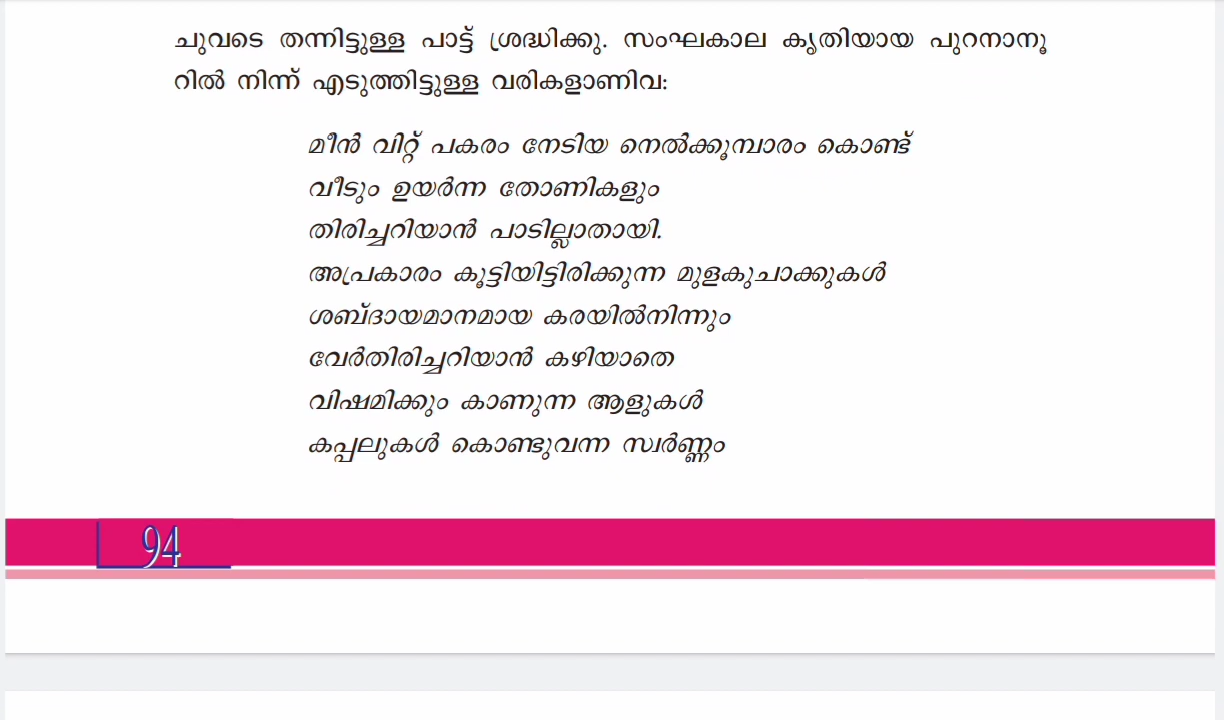 ചുവടെ തന്നിട്ടുള്ള പാട്ട് ശ്രദ്ധിക്കു. സംഘകാല കൃതിയായ പുറനാനൂ
റിൽ നിന്ന് എടുത്തിട്ടുള്ള വരികളാണിവ:
മീൻ വിറ്റ് പകരം നേടിയ നെൽക്കൂമ്പാരം കൊണ്ട്
വീടും ഉയർന്ന തോണികളും
തിരിച്ചറിയാൻ പാടില്ലാതായി.
അപ്രകാരം കൂട്ടിയിട്ടിരിക്കുന്ന മുളകുചാക്കുകൾ
ശബ്ദായമാനമായ കരയിൽനിന്നും
വേർതിരിച്ചറിയാൻ കഴിയാതെ
വിഷമിക്കും കാണുന്ന ആളുകൾ
കപ്പലുകൾ കൊണ്ടുവന്ന സ്വർണ്ണം
94